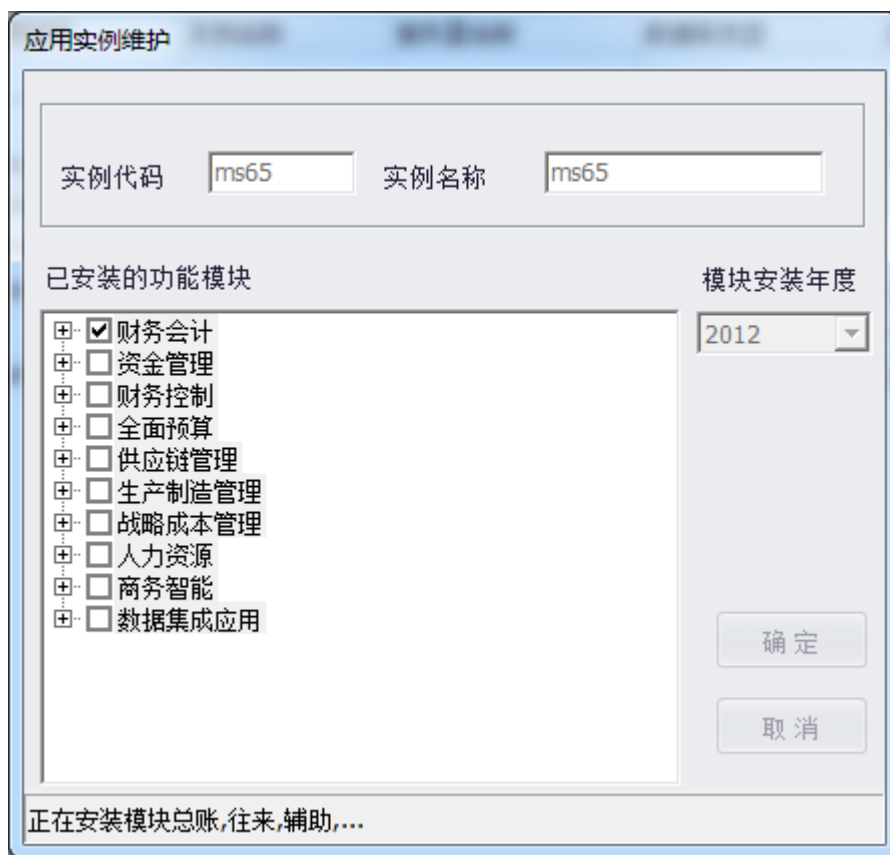 应用实例维护
实例代码 ms65 实例名称 ms65
已安装的功能模块 模块安装年度
财务会计 2012
资金管理
财务控制
全面预算
供应链管理
生产制造管理
战略成本管理
人力资源
商务智能
数据集成应用
确定
取消
正在安装模块总账,往来,辅助,...